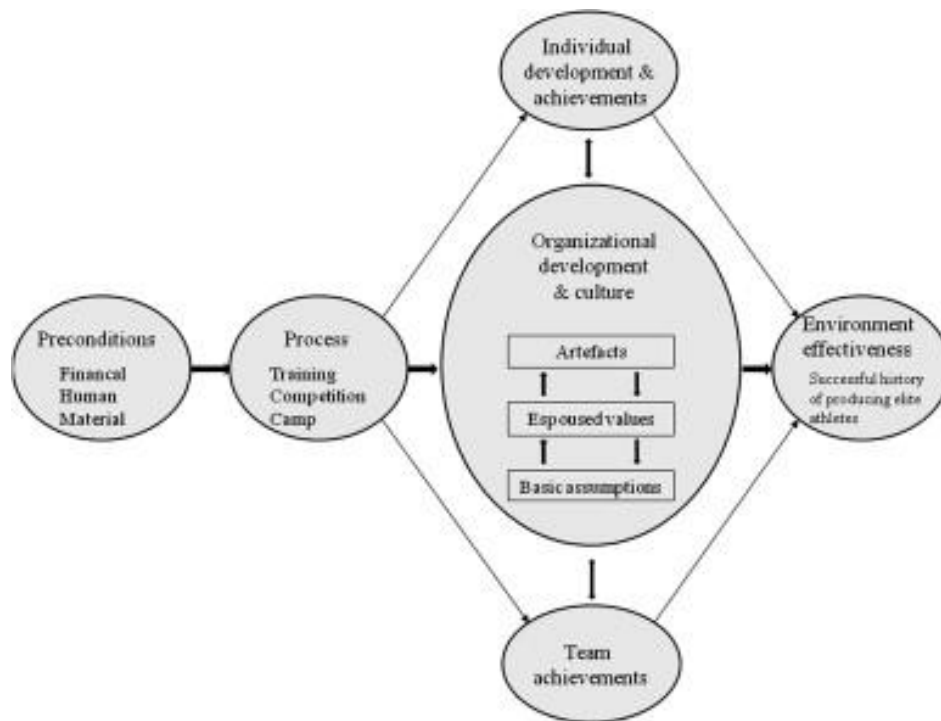 Individual
development &
achievements
Organizational
development
& culture
Artefacts
Espoused values
Basic assumptions
Preconditions
Financal
Human
Material
Process
Training
Competition
Camp
Environment
effectiveness
Successful history
of producing elite
athletes
Team
achievements